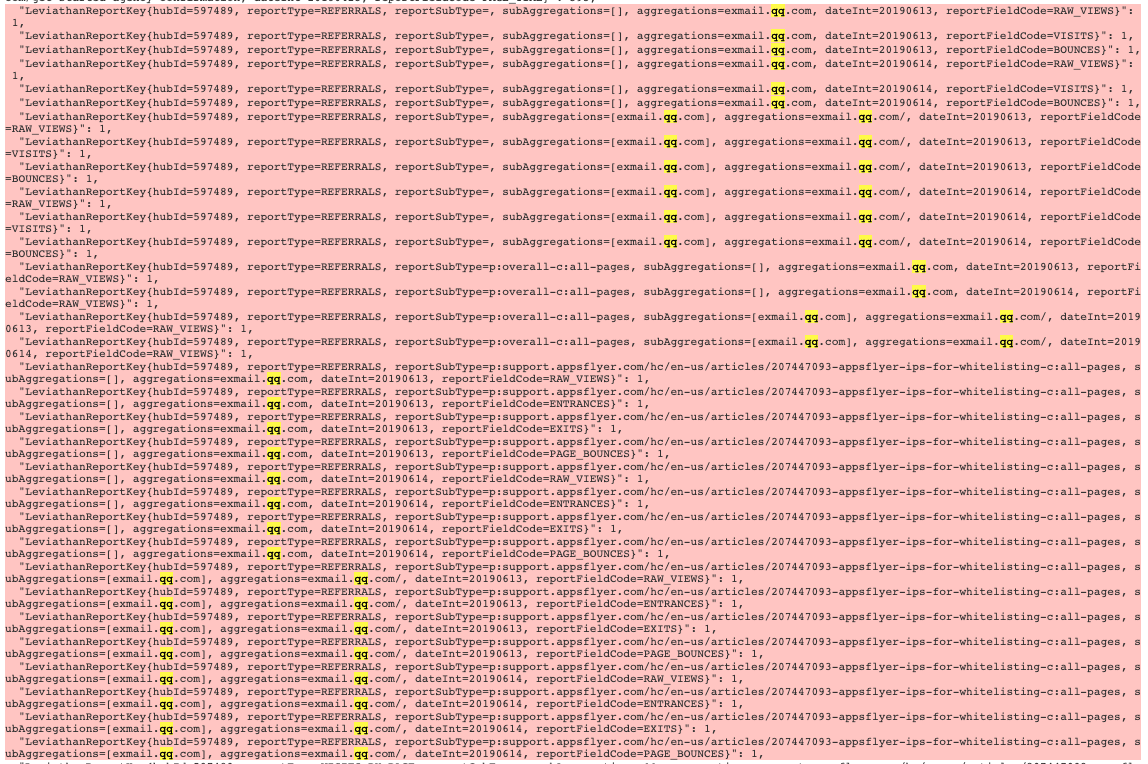 "LeviathanReportKey{hubId=597489, reportType=REFERRALS, reportSubType=, subAggregations=[], aggregations=exmail.qq.com, dateInt=20190613, reportFieldCode=RAW_VIEWS}":
1,
"LeviathanReportKey{hubId=597489, reportType=REFERRALS, reportSubType=, subAggregations=[], aggregations=exmail.qq.com, dateInt=20190613, reportFieldCode=VISITS}": 1,
"LeviathanReportKey{hubId=597489, reportType=REFERRALS, reportSubType=, subAggregations=[], aggregations=exmail.qq.com, dateInt=20190613, reportFieldCode=BOUNCES}": 1,
"LeviathanReportKey{hubId=597489, reportType=REFERRALS, reportSubType=, subAggregations=[], aggregations=exmail.qq.com, dateInt=20190614, reportFieldCode=RAW_VIEWS}":
1,
"LeviathanReportKey{hubId=597489, reportType=REFERRALS, reportSubType=, subAggregations=[], aggregations=exmail.qq.com, dateInt=20190614, reportFieldCode=VISITS}": 1,
"LeviathanReportKey{hubId=597489, reportType=REFERRALS, reportSubType=, subAggregations=[], aggregations=exmail.qq.com, dateInt=20190614, reportFieldCode=BOUNCES}": 1,
"LeviathanReportKey{hubId=597489, reportType=REFERRALS, reportSubType=, subAggregations=[exmail.qq.com], aggregations=exmail.qq.com/, dateInt=20190613, reportFieldCode
=RAW_VIEWS}": 1,
"LeviathanReportKey{hubId=597489, reportType=REFERRALS, reportSubType=, subAggregations=[exmail.qq.com], aggregations=exmail.qq.com/, dateInt=20190613, reportFieldCode
=VISITS}": 1,
"LeviathanReportKey{hubId=597489, reportType=REFERRALS, reportSubType=, subAggregations=[exmail.qq.com], aggregations=exmail.qq.com/, dateInt=20190613, reportFieldCode
=BOUNCES}": 1,
"LeviathanReportKey{hubId=597489, reportType=REFERRALS, reportSubType=, subAggregations=[exmail.qq.com], aggregations=exmail.qq.com/, dateInt=20190614, reportFieldCode
=RAW_VIEWS}": 1,
"LeviathanReportKey{hubId=597489, reportType=REFERRALS, reportSubType=, subAggregations=[exmail.qq.com], aggregations=exmail.qq.com/, dateInt=20190614, reportFieldCode
=VISITS}": 1,
"LeviathanReportKey{hubId=597489, reportType=REFERRALS, reportSubType=, subAggregations=[exmail.qq.com], aggregations=exmail.qq.com/, dateInt=20190614, reportFieldCode
=BOUNCES}": 1,
"LeviathanReportKey{hubId=597489, reportType=REFERRALS, reportSubType=p:overall-c:all-pages, subAggregations=[], aggregations=exmail.qq.com, dateInt=20190613, reportFi
eldCode=RAW_VIEWS}": 1,
"LeviathanReportKey{hubId=597489, reportType=REFERRALS, reportSubType=p:overall-c:all-pages, subAggregations=[], aggregations=exmail.qq.com, dateInt=20190614, reportFi
eldCode=RAW_VIEWS}": 1,
"LeviathanReportKey{hubId=597489, reportType=REFERRALS, reportSubType=p:overall-c:all-pages, subAggregations=[exmail.qq.com], aggregations=exmail.qq.com/, dateInt=2019
0613, reportFieldCode=RAW_VIEWS}": 1,
"LeviathanReportKey{hubId=597489, reportType=REFERRALS, reportSubType=p:overall-c:all-pages, subAggregations=[exmail.qq.com], aggregations=exmail.qq.com/, dateInt=2019
0614, reportFieldCode=RAW_VIEWS}": 1,
"LeviathanReportKey{hubId=597489, reportType=REFERRALS, reportSubType=p:support.appsflyer.com/hc/en-us/articles/207447093-appsflyer-ips-for-whitelisting-c:all-pages, s
ubAggregations=[], aggregations=exmail.qq.com, dateInt=20190613, reportFieldCode=RAW_VIEWS}": 1,
"LeviathanReportKey{hubId=597489, reportType=REFERRALS, reportSubType=p:support.appsflyer.com/hc/en-us/articles/207447093-appsflyer-ips-for-whitelisting-c:all-pages, s
ubAggregations=[], aggregations=exmail.qq.com, dateInt=20190613, reportFieldCode=ENTRANCES}": 1,
"LeviathanReportKey{hubId=597489, reportType=REFERRALS, reportSubType=p:support.appsflyer.com/hc/en-us/articles/207447093-appsflyer-ips-for-whitelisting-c:all-pages, s
ubAggregations=[], aggregations=exmail.qq.com, dateInt=20190613, reportFieldCode=EXITS}": 1,
"LeviathanReportKey{hubId=597489, reportType=REFERRALS, reportSubType=p:support.appsflyer.com/hc/en-us/articles/207447093-appsflyer-ips-for-whitelisting-c:all-pages, s
ubAggregations=[], aggregations=exmail.qq.com, dateInt=20190613, reportFieldCode=PAGE_BOUNCES}": 1,
"LeviathanReportKey{hubId=597489, reportType=REFERRALS, reportSubType=p:support.appsflyer.com/hc/en-us/articles/207447093-appsflyer-ips-for-whitelisting-c:all-pages, s
ubAggregations=[], aggregations=exmail.qq.com, dateInt=20190614, reportFieldCode=RAW_VIEWS}": 1,
"LeviathanReportKey{hubId=597489, reportType=REFERRALS, reportSubType=p:support.appsflyer.com/hc/en-us/articles/207447093-appsflyer-ips-for-whitelisting-c:all-pages, s
ubAggregations=[], aggregations=exmail.qq.com, dateInt=20190614, reportFieldCode=ENTRANCES}": 1,
"LeviathanReportKey{hubId=597489, reportType=REFERRALS, reportSubType=p:support.appsflyer.com/hc/en-us/articles/207447093-appsflyer-ips-for-whitelisting-c:all-pages, s
ubAggregations=[], aggregations=exmail.qq.com, dateInt=20190614, reportFieldCode=EXITS}": 1,
"LeviathanReportKey{hubId=597489, reportType=REFERRALS, reportSubType=p:support.appsflyer.com/hc/en-us/articles/207447093-appsflyer-ips-for-whitelisting-c:all-pages, s
ubAggregations=[], aggregations=exmail.qq.com, dateInt=20190614, reportFieldCode=PAGE_BOUNCES}": 1,
"LeviathanReportKey{hubId=597489, reportType=REFERRALS, reportSubType=p:support.appsflyer.com/hc/en-us/articles/207447093-appsflyer-ips-for-whitelisting-c:all-pages, s
ubAggregations=[exmail.qq.com], aggregations=exmail.qq.com/, dateInt=20190613, reportFieldCode=RAW_VIEWS}": 1,
"LeviathanReportKey{hubId=597489, reportType=REFERRALS, reportSubType=p:support.appsflyer.com/hc/en-us/articles/207447093-appsflyer-ips-for-whitelisting-c:all-pages, s
ubAggregations=[exmail.qq.com], aggregations=exmail.qq.com/, dateInt=20190613, reportFieldCode=ENTRANCES}": 1,
"LeviathanReportKey{hubId=597489, reportType=REFERRALS, reportSubType=p:support.appsflyer.com/hc/en-us/articles/207447093-appsflyer-ips-for-whitelisting-c:all-pages, s
ubAggregations=[exmail.qq.com], aggregations=exmail.qq.com/, dateInt=20190613, reportFieldCode=EXITS}": 1,
"LeviathanReportKey{hubId=597489, reportType=REFERRALS, reportSubType=p:support.appsflyer.com/hc/en-us/articles/207447093-appsflyer-ips-for-whitelisting-c:all-pages, s
ubAggregations=[exmail.qq.com], aggregations=exmail.qq.com/, dateInt=20190613, reportFieldCode=PAGE_BOUNCES}": 1,
"LeviathanReportKey{hubId=597489, reportType=REFERRALS, reportSubType=p:support.appsflyer.com/hc/en-us/articles/207447093-appsflyer-ips-for-whitelisting-c:all-pages, s
ubAggregations=[exmail.qq.com], aggregations=exmail.qq.com/, dateInt=20190614, reportFieldCode=RAW_VIEWS}": 1,
"LeviathanReportKey{hubId=597489, reportType=REFERRALS, reportSubType=p:support.appsflyer.com/hc/en-us/articles/207447093-appsflyer-ips-for-whitelisting-c:all-pages, s
ubAggregations=[exmail.qq.com], aggregations=exmail.qq.com/, dateInt=20190614, reportFieldCode=ENTRANCES}": 1,
"LeviathanReportKey{hubId=597489, reportType=REFERRALS, reportSubType=p:support.appsflyer.com/hc/en-us/articles/207447093-appsflyer-ips-for-whitelisting-c:all-pages, s
ubAggregations=[exmail.qq.com], aggregations=exmail.qq.com/, dateInt=20190614, reportFieldCode=EXITS}": 1,
"LeviathanReportKey{hubId=597489, reportType=REFERRALS, reportSubType=p:support.appsflyer.com/hc/en-us/articles/207447093-appsflyer-ips-for-whitelisting-c:all-pages, s
ubAggregations=[exmail.qq.com], aggregations=exmail.qq.com/, dateInt=20190614, reportFieldCode=PAGE_BOUNCES}": 1,